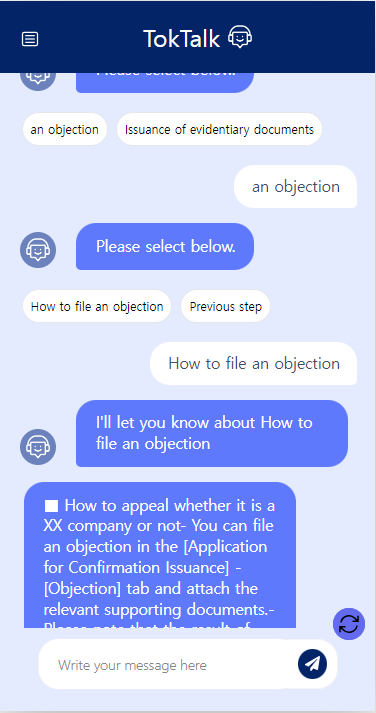 TokTalk
Please select below.
an objection
Issuance of evidentiary documents
an objection
Please select below.
How to file an objection
Previous step
How to file an objection
I'll let you know about How to
file an objection
■ How to appeal whether it is a
XX company or not- You can file
an objection in the [Application
for Confirmation Issuance] -
[Objection] tab and attach the
relevant supporting documents.-
Please note that the result of
Write your message here